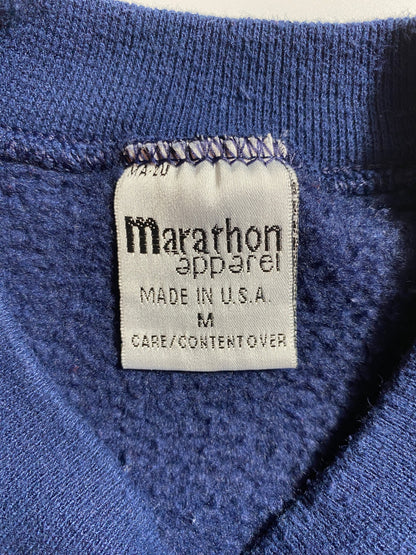 marathon
apparel
MADE IN U.S.A.
M
CARE/CONTENT OVER